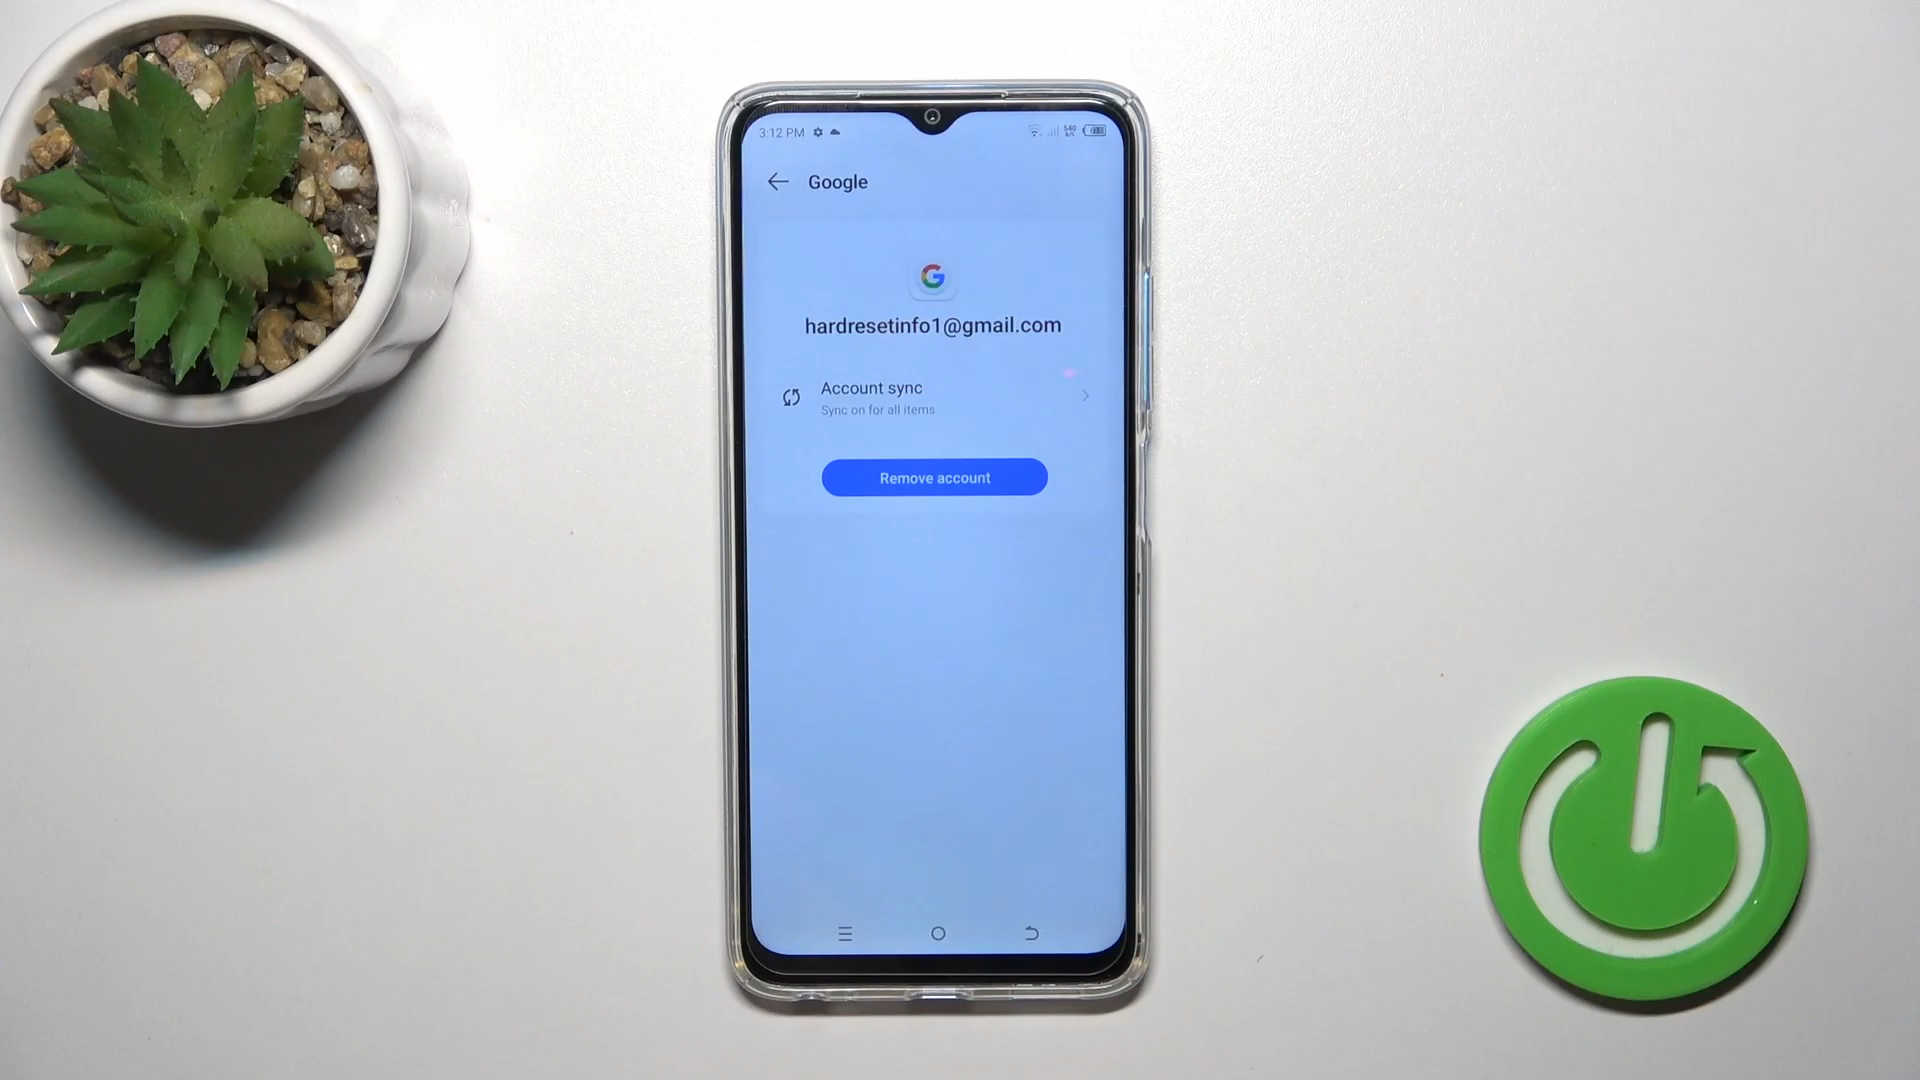 3:12 PM
Google
hardresetinfo1@gmail.com
Account sync
Sync on for all items
Remove account